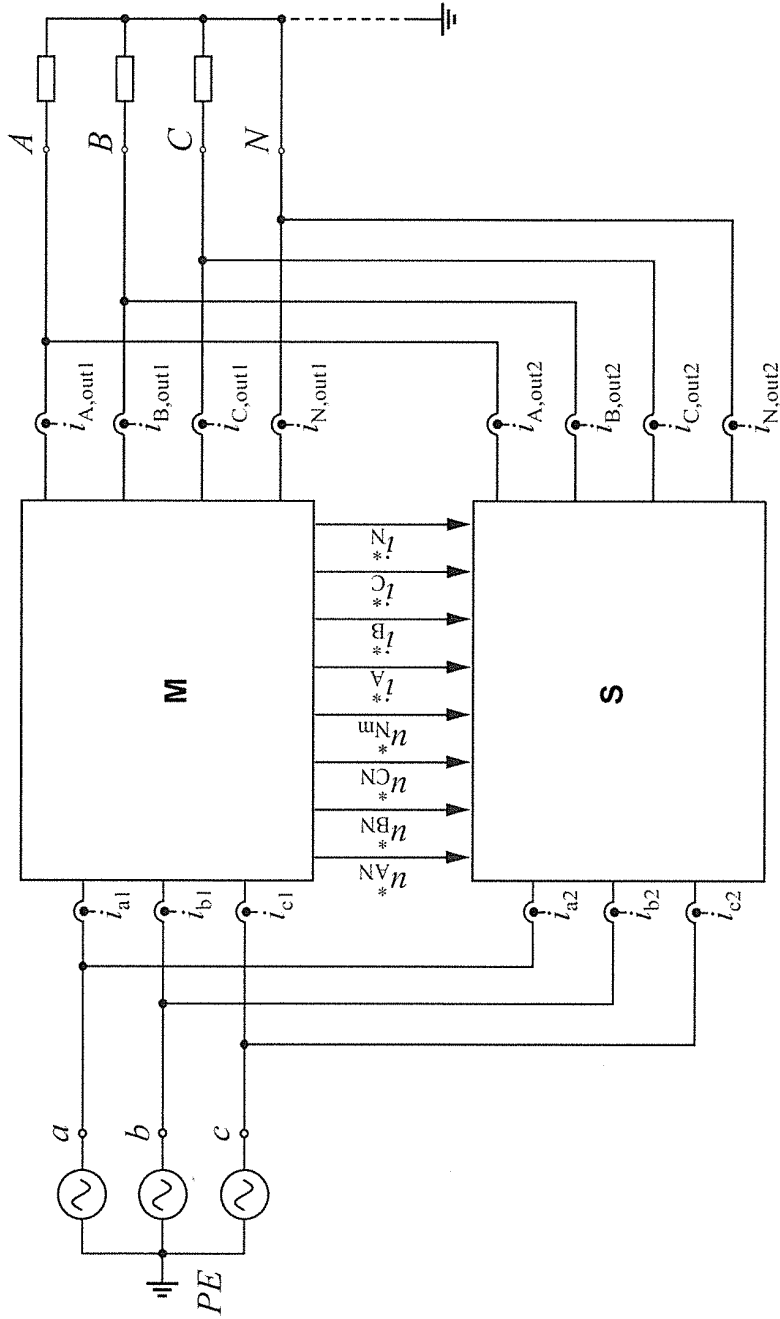 PE
a
b
c
i_a1
i_b1
i_c1
i_a2
i_b2
i_c2
M
S
u*_AN
u*_BN
u*_CN
u*_Nm
i*_A
i*_B
i*_C
i*_N
i_A,out1
i_B,out1
i_C,out1
i_N,out1
i_A,out2
i_B,out2
i_C,out2
i_N,out2
A
B
C
N